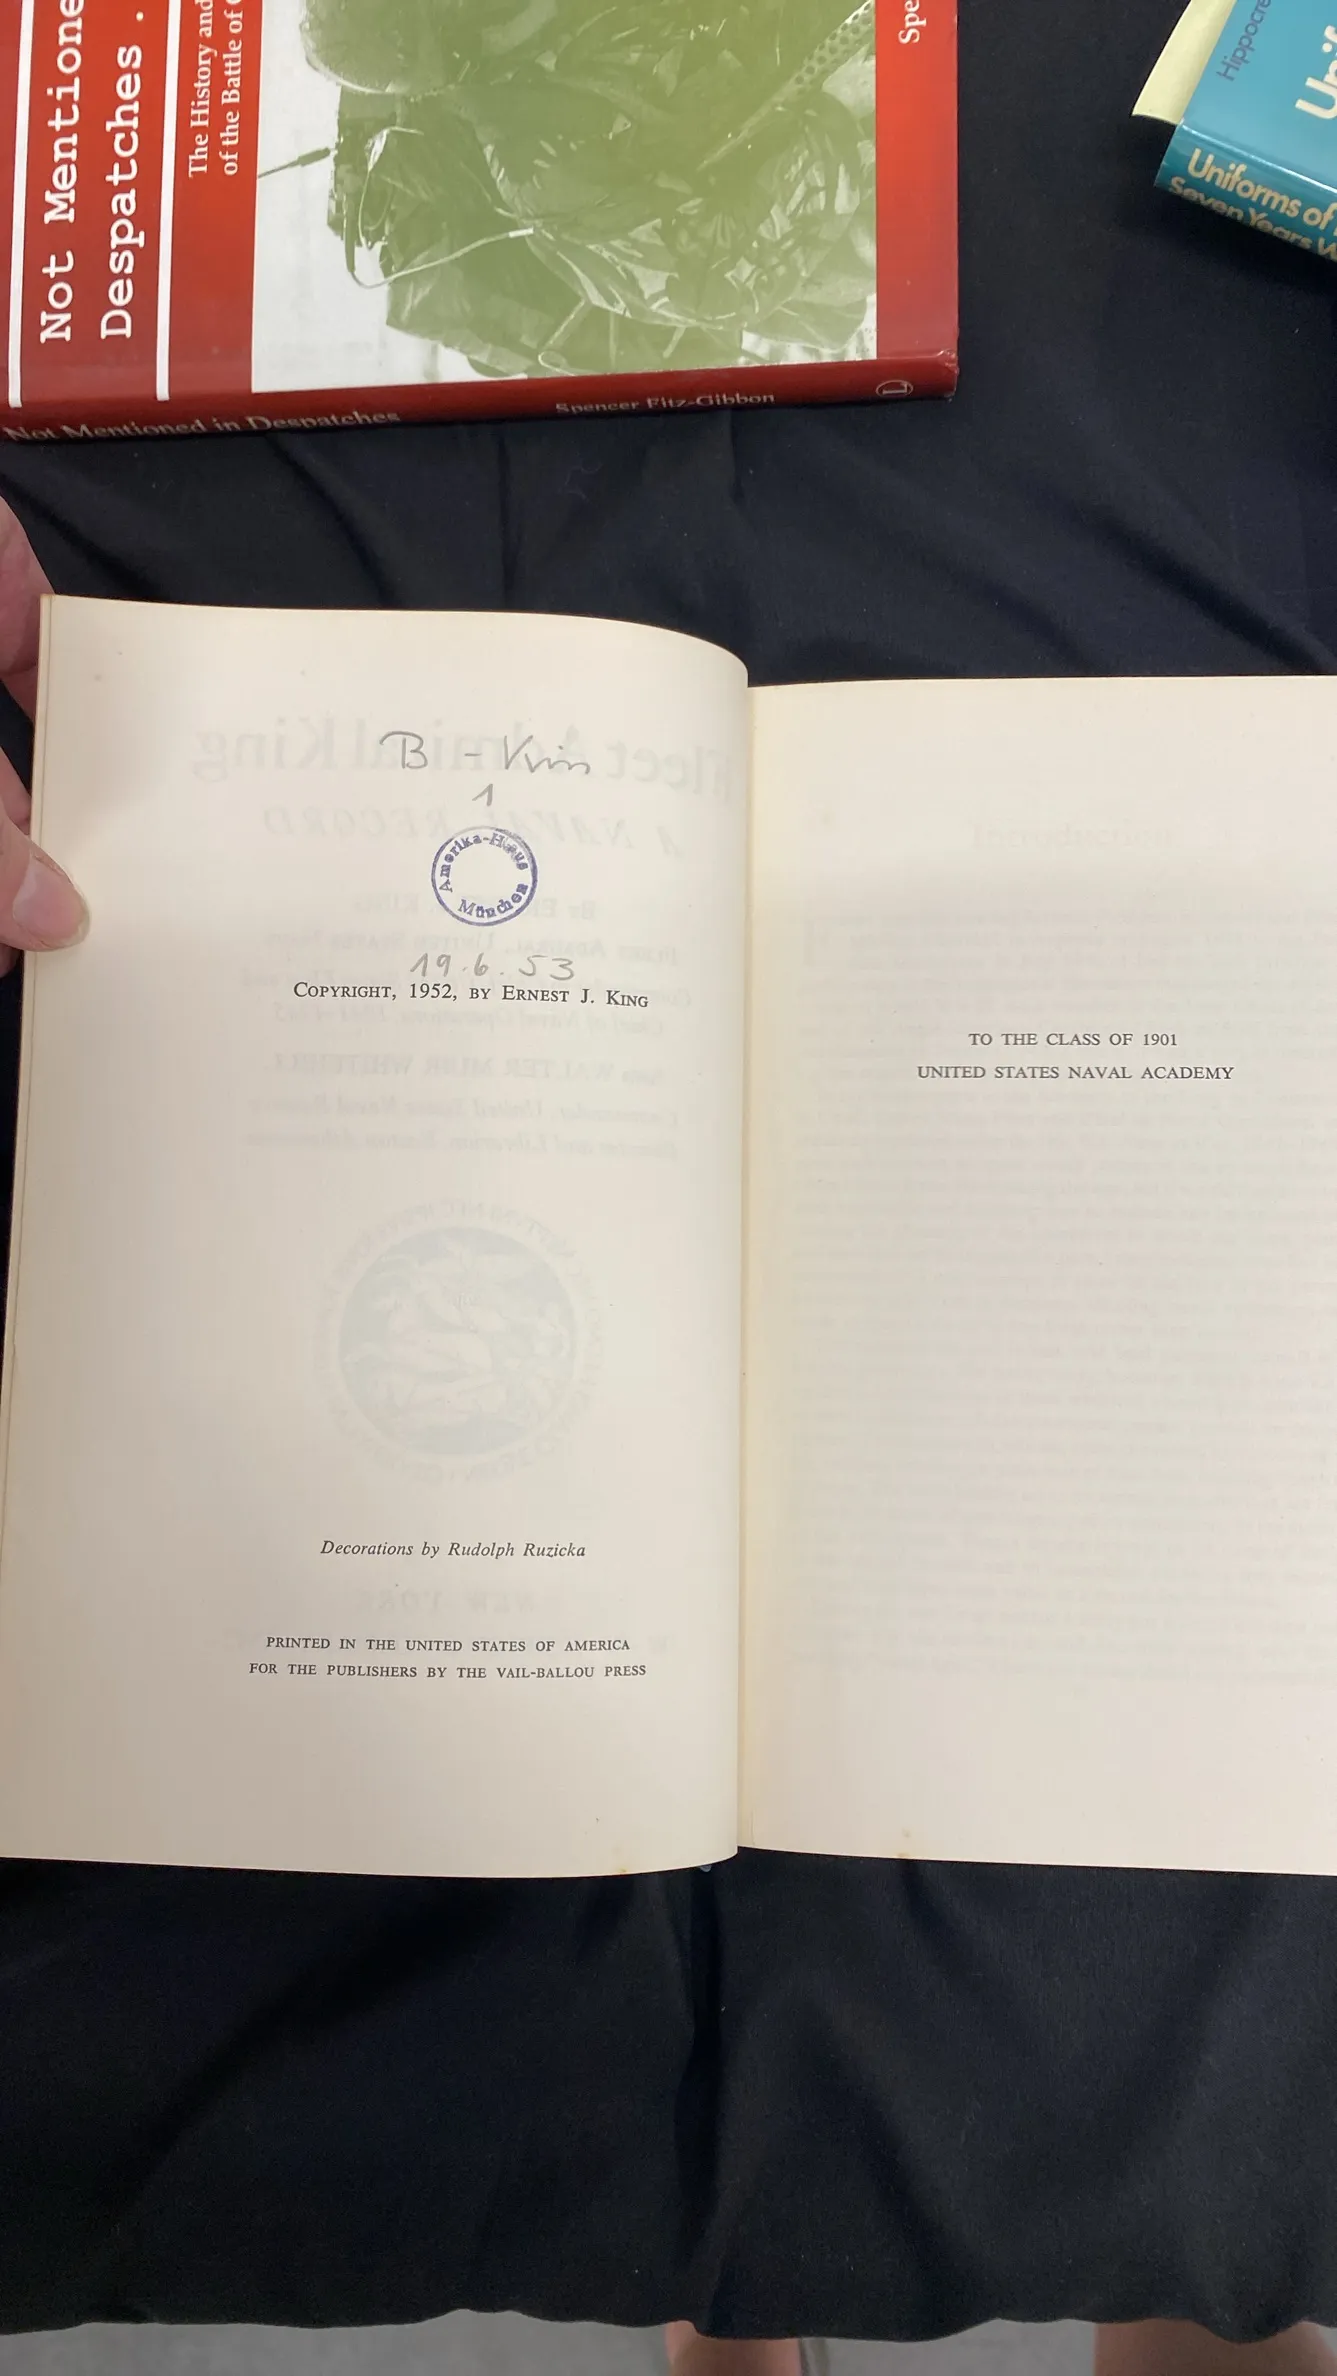 Not Mentione
Despatches .
The History and
of the Battle of
Spe
Not Mentioned in Despatches
Spencer Fitz-Gibbon
L
Hippocre
Uniforms of
Seven Years W
B - Kin
1
Amerika-Haus
München
19.6.53
COPYRIGHT, 1952, BY ERNEST J. KING
Decorations by Rudolph Ruzicka
PRINTED IN THE UNITED STATES OF AMERICA
FOR THE PUBLISHERS BY THE VAIL-BALLOU PRESS
TO THE CLASS OF 1901
UNITED STATES NAVAL ACADEMY